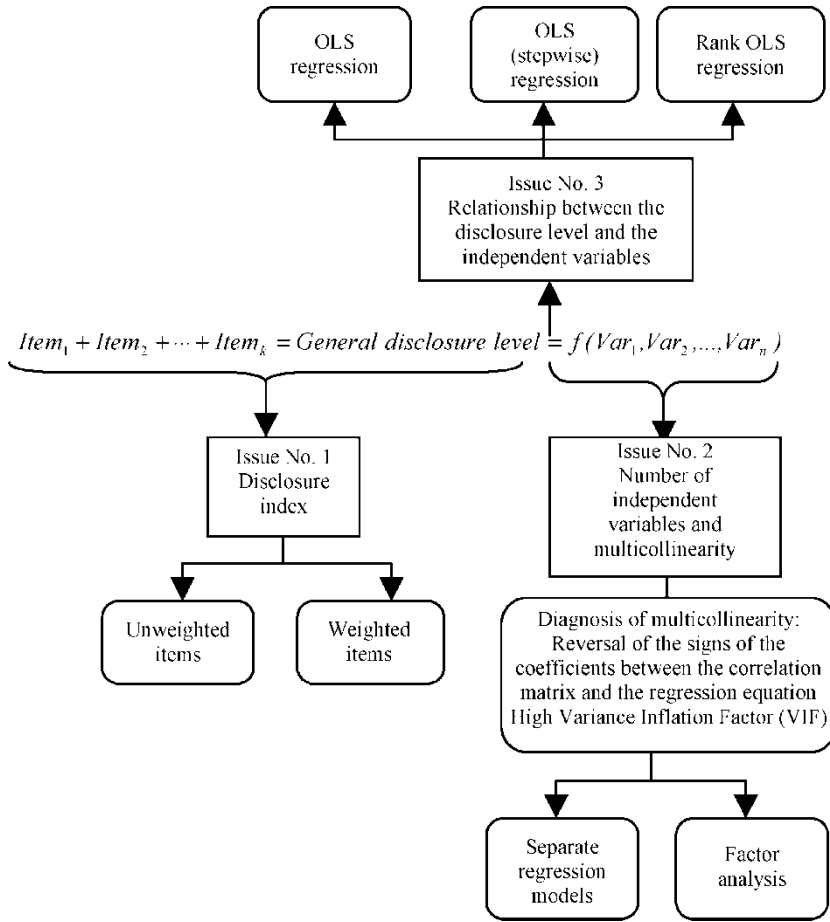 OLS
regression
OLS
(stepwise)
regression
Rank OLS
regression
Issue No. 3
Relationship between the
disclosure level and the
independent variables
Item₁ + Item₂ + ··· + Itemₖ = General disclosure level = f(Var₁,Var₂,...,Varₙ)
Issue No. 1
Disclosure
index
Issue No. 2
Number of
independent
variables and
multicollinearity
Unweighted
items
Weighted
items
Diagnosis of multicollinearity:
Reversal of the signs of the
coefficients between the correlation
matrix and the regression equation
High Variance Inflation Factor (VIF)
Separate
regression
models
Factor
analysis